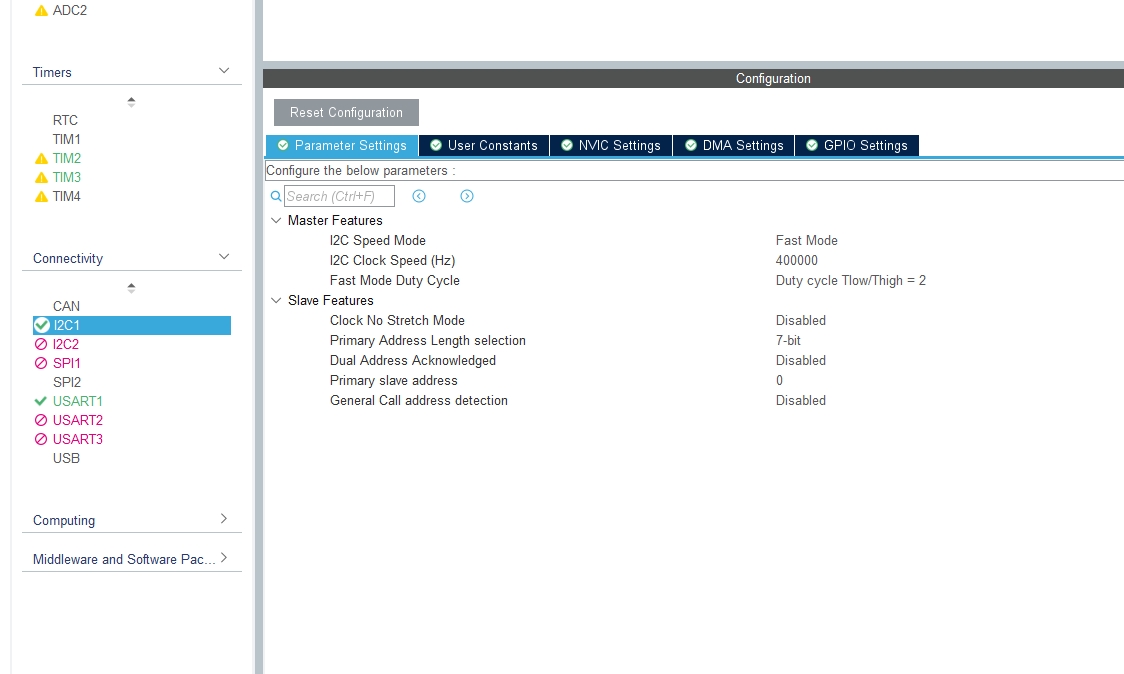 ADC2
Timers
RTC
TIM1
TIM2
TIM3
TIM4
Connectivity
CAN
I2C1
I2C2
SPI1
SPI2
USART1
USART2
USART3
USB
Computing
Middleware and Software Pac...
Configuration
Reset Configuration
Parameter Settings User Constants NVIC Settings DMA Settings GPIO Settings
Configure the below parameters :
Search (Ctrl+F)
Master Features
I2C Speed Mode Fast Mode
I2C Clock Speed (Hz) 400000
Fast Mode Duty Cycle Duty cycle Tlow/Thigh = 2
Slave Features
Clock No Stretch Mode Disabled
Primary Address Length selection 7-bit
Dual Address Acknowledged Disabled
Primary slave address 0
General Call address detection Disabled